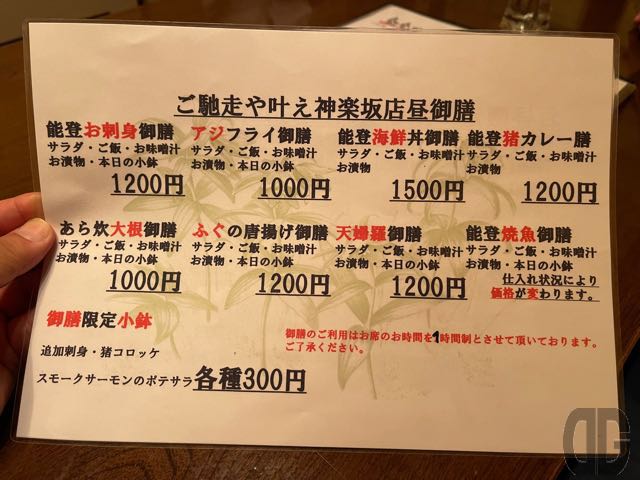 ご馳走や叶え神楽坂店昼御膳
能登お刺身御膳
サラダ・ご飯・お味噌汁
お漬物・本日の小鉢
1200円
アジフライ御膳
サラダ・ご飯・お味噌汁
お漬物・本日の小鉢
1000円
能登海鮮丼御膳
サラダ・ご飯・お味噌汁
お漬物
1500円
能登猪カレー膳
サラダ・ご飯・お味噌汁
お漬物
1200円
あら炊大根御膳
サラダ・ご飯・お味噌汁
お漬物・本日の小鉢
1000円
ふぐの唐揚げ御膳
サラダ・ご飯・お味噌汁
お漬物・本日の小鉢
1200円
天婦羅御膳
サラダ・ご飯・お味噌汁
お漬物・本日の小鉢
1200円
能登焼魚御膳
サラダ・ご飯・お味噌汁
お漬物・本日の小鉢
仕入れ状況により
価格が変わります。
御膳限定小鉢
追加刺身・猪コロッケ
スモークサーモンのポテサラ各種300円
御膳のご利用はお席のお時間を1時間制とさせて頂いております。
ご了承ください。
DG